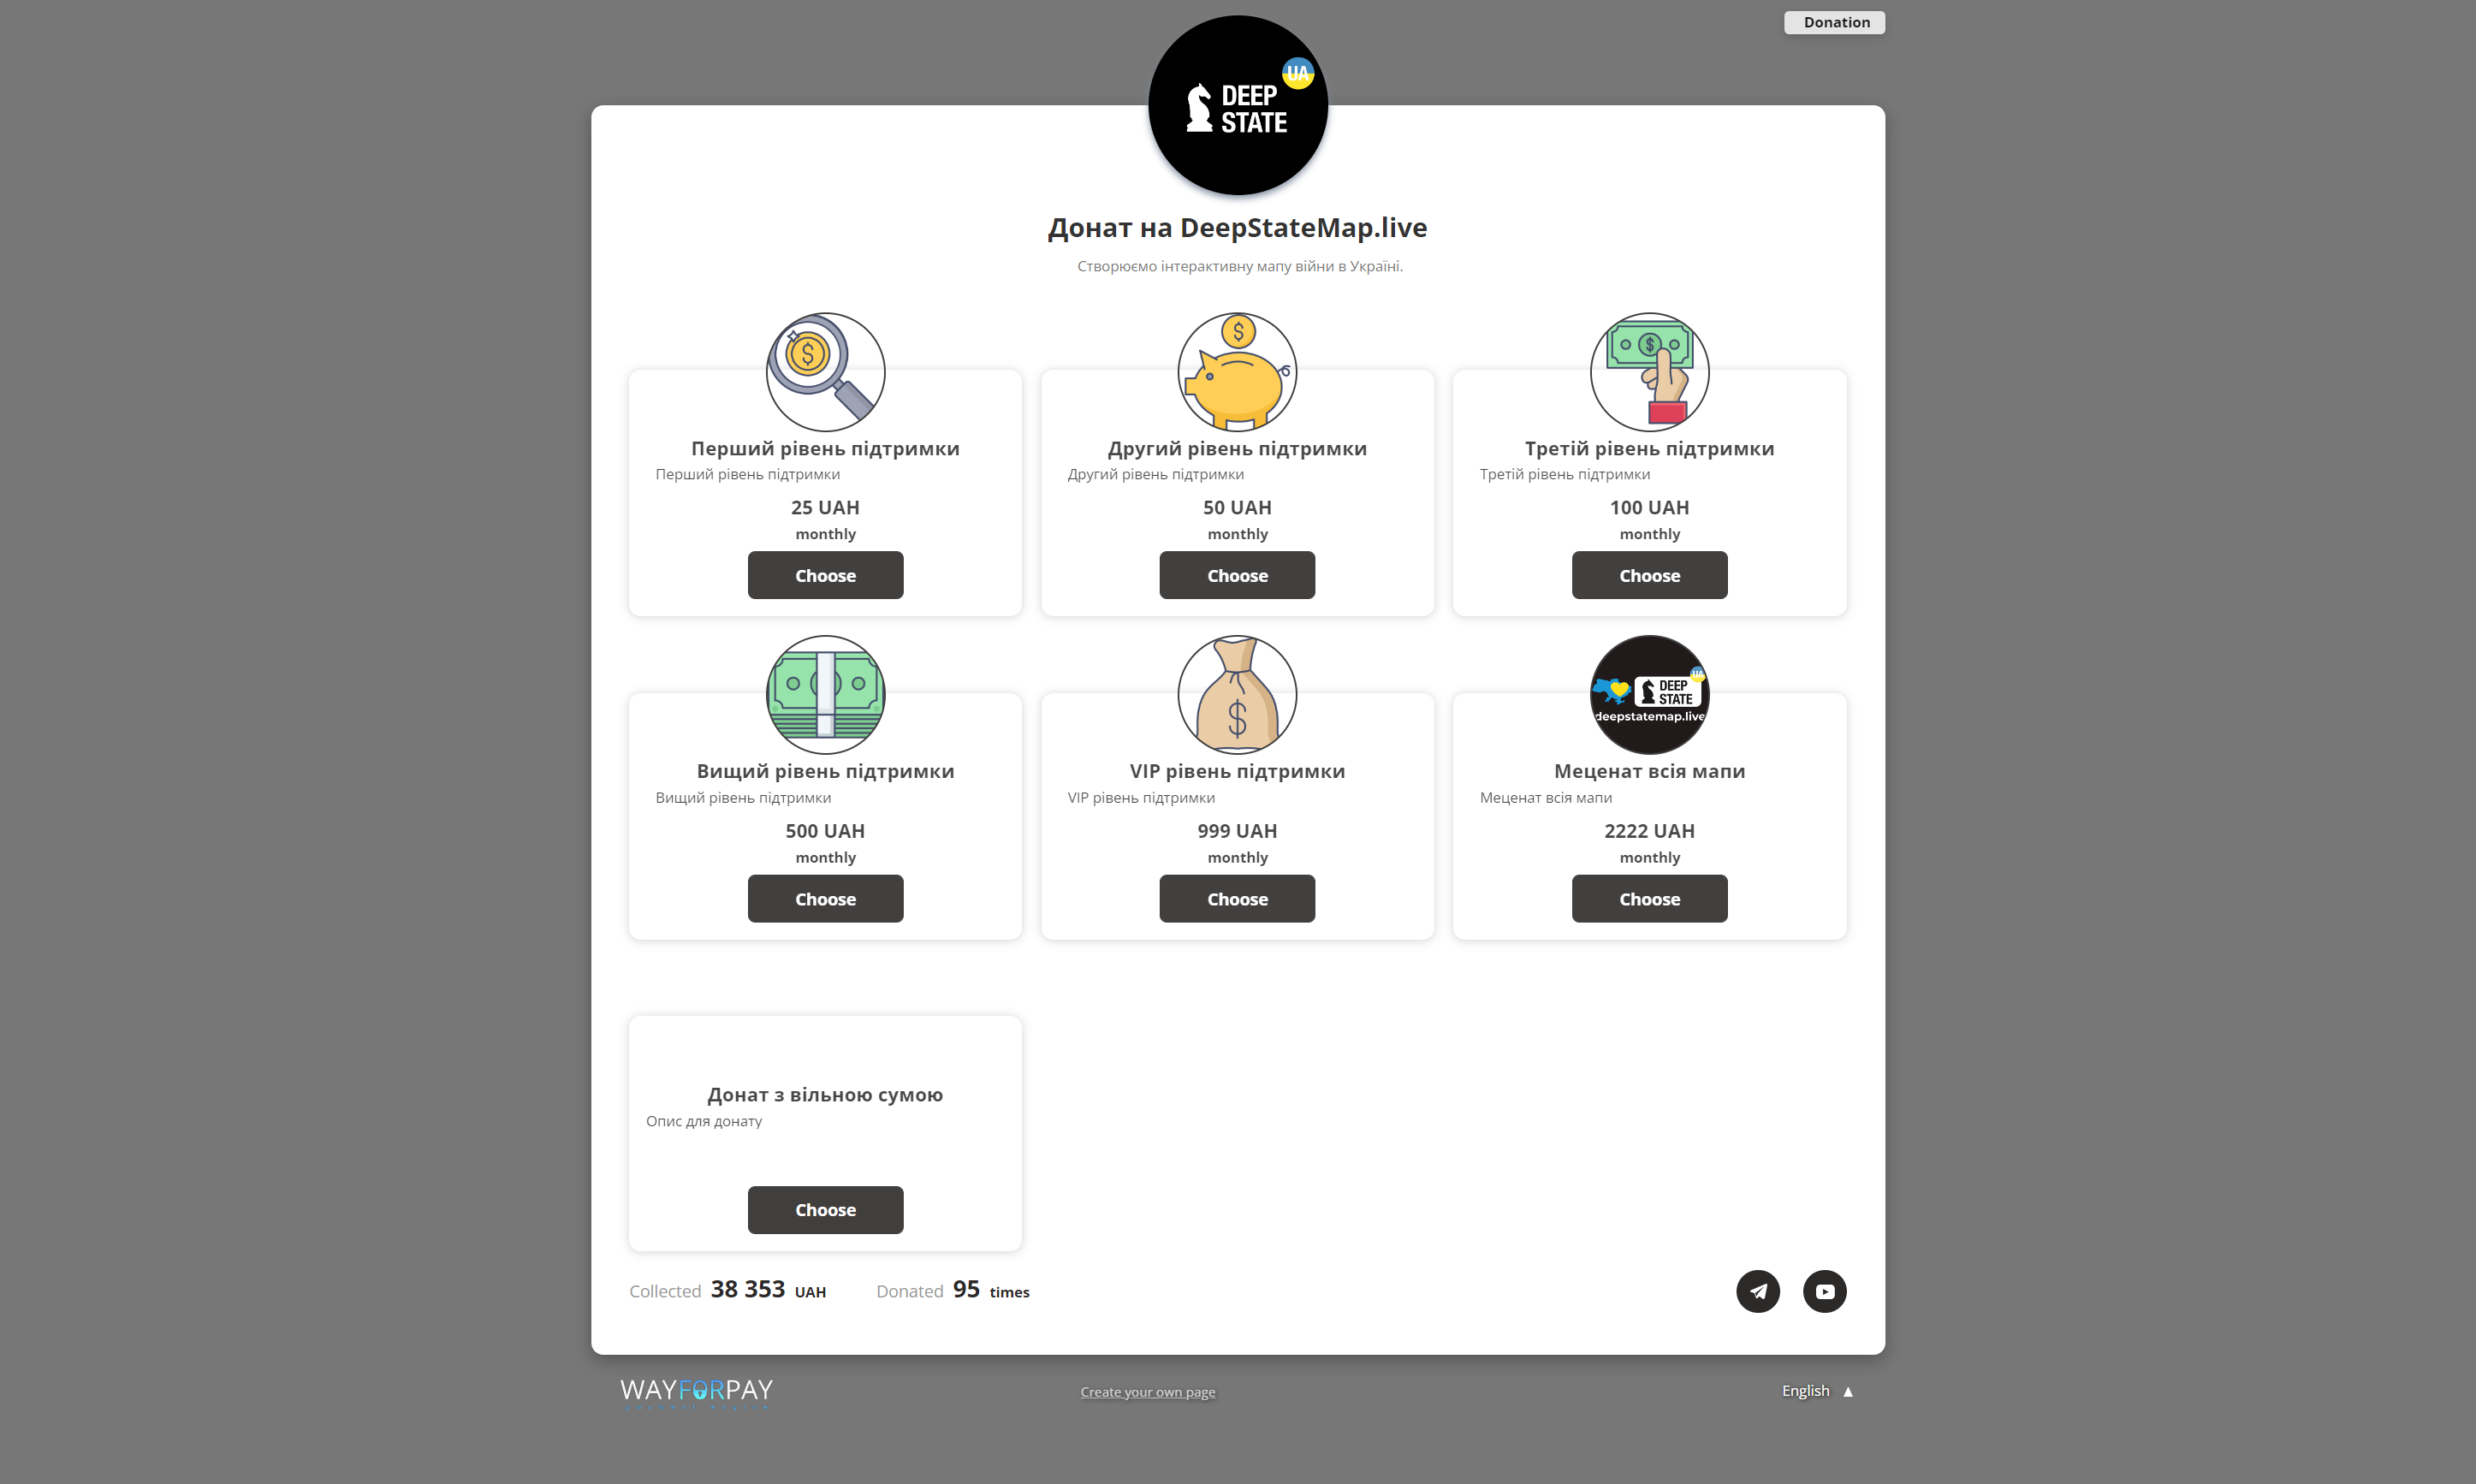 Donation
UA
DEEP
STATE
Донат на DeepStateMap.live
Створюємо інтерактивну мапу війни в Україні.
Перший рівень підтримки
Перший рівень підтримки
25 UAH
monthly
Choose
Другий рівень підтримки
Другий рівень підтримки
50 UAH
monthly
Choose
Третій рівень підтримки
Третій рівень підтримки
100 UAH
monthly
Choose
Вищий рівень підтримки
Вищий рівень підтримки
500 UAH
monthly
Choose
VIP рівень підтримки
VIP рівень підтримки
999 UAH
monthly
Choose
UA
DEEP
STATE
deepstatemap.live
Меценат всія мапи
Меценат всія мапи
2222 UAH
monthly
Choose
Донат з вільною сумою
Опис для донату
Choose
Collected 38 353 UAH Donated 95 times
WAYFORPAY
Create your own page
English